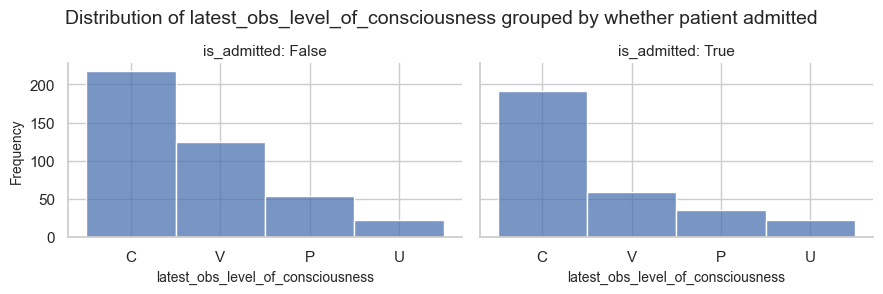 Distribution of latest_obs_level_of_consciousness grouped by whether patient admitted
is_admitted: False
is_admitted: True
Frequency
200
150
100
50
0
C V P U
C V P U
latest_obs_level_of_consciousness
latest_obs_level_of_consciousness